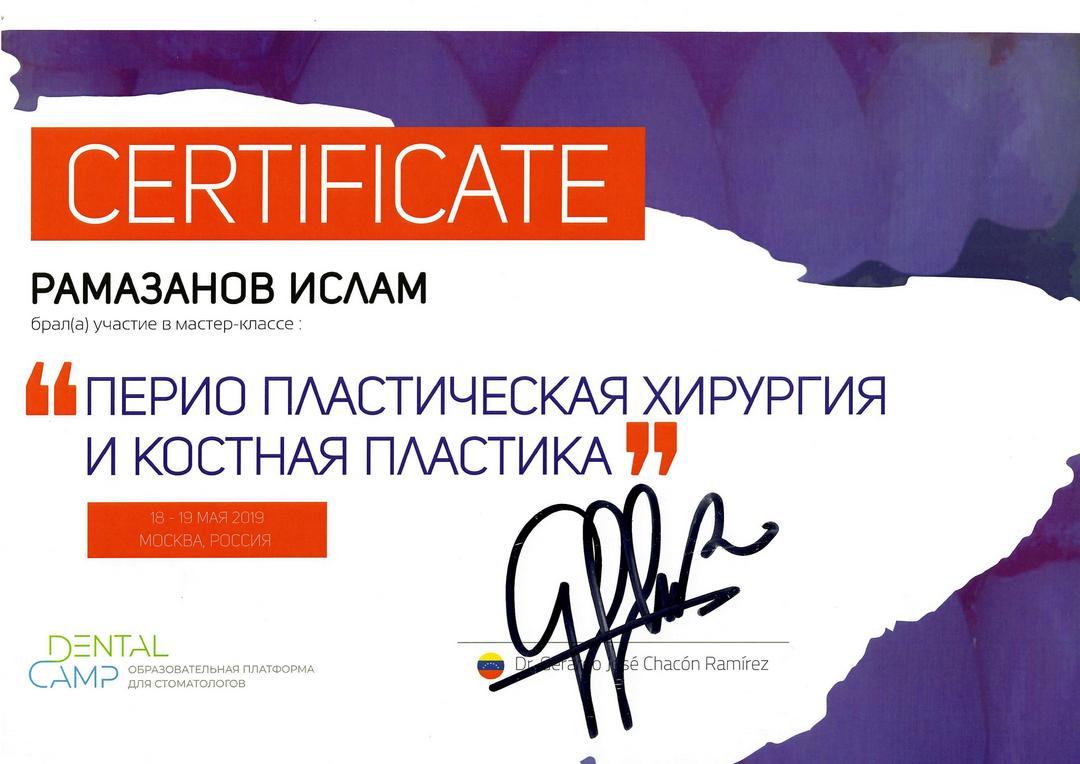 CERTIFICATE
РАМАЗАНОВ ИСЛАМ
брал(а) участие в мастер-классе :
“ПЕРИО ПЛАСТИЧЕСКАЯ ХИРУРГИЯ
И КОСТНАЯ ПЛАСТИКА”
18 - 19 МАЯ 2019
МОСКВА, РОССИЯ
DENTAL
CAMP
ОБРАЗОВАТЕЛЬНАЯ ПЛАТФОРМА
ДЛЯ СТОМАТОЛОГОВ
Dr. Gerardo José Chacón Ramírez